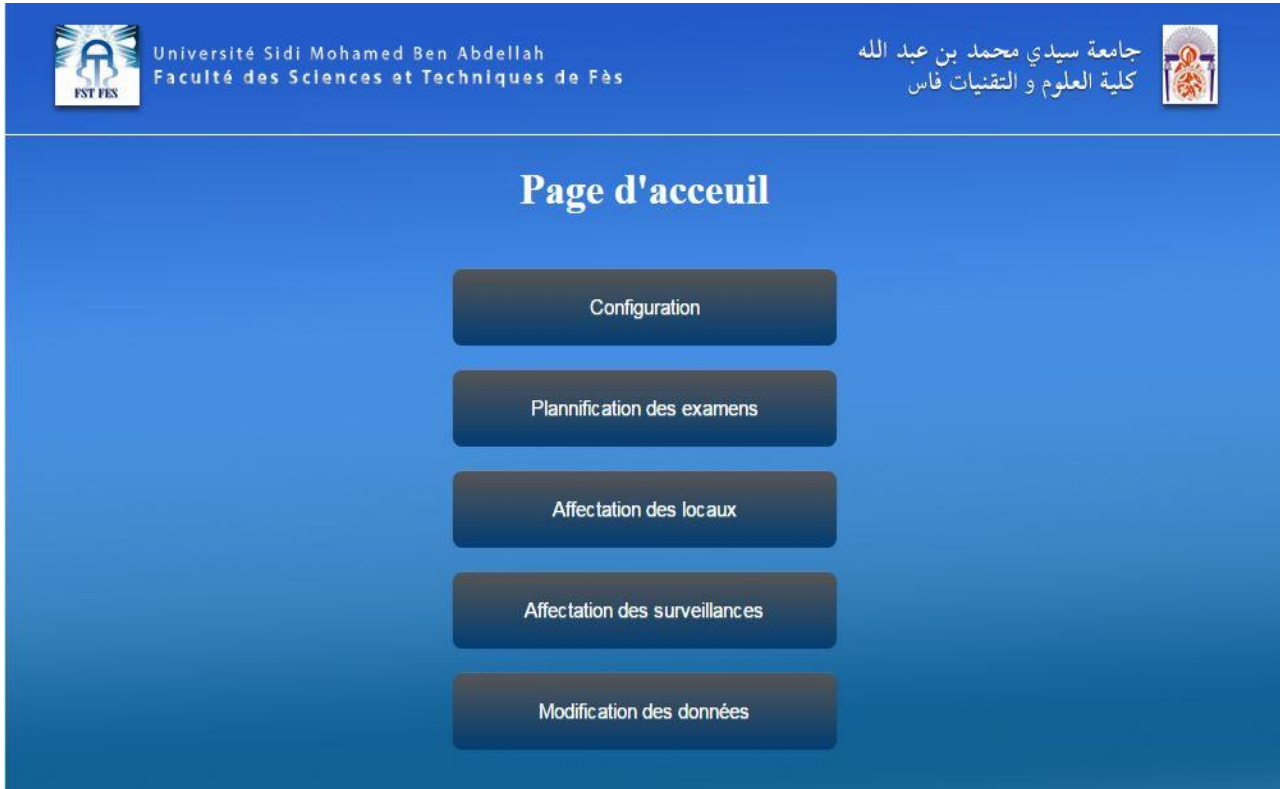 FST FES
Université Sidi Mohamed Ben Abdellah
Faculté des Sciences et Techniques de Fès
جامعة سيدي محمد بن عبد الله
كلية العلوم و التقنيات فاس
Page d'acceuil
Configuration
Plannification des examens
Affectation des locaux
Affectation des surveillances
Modification des données